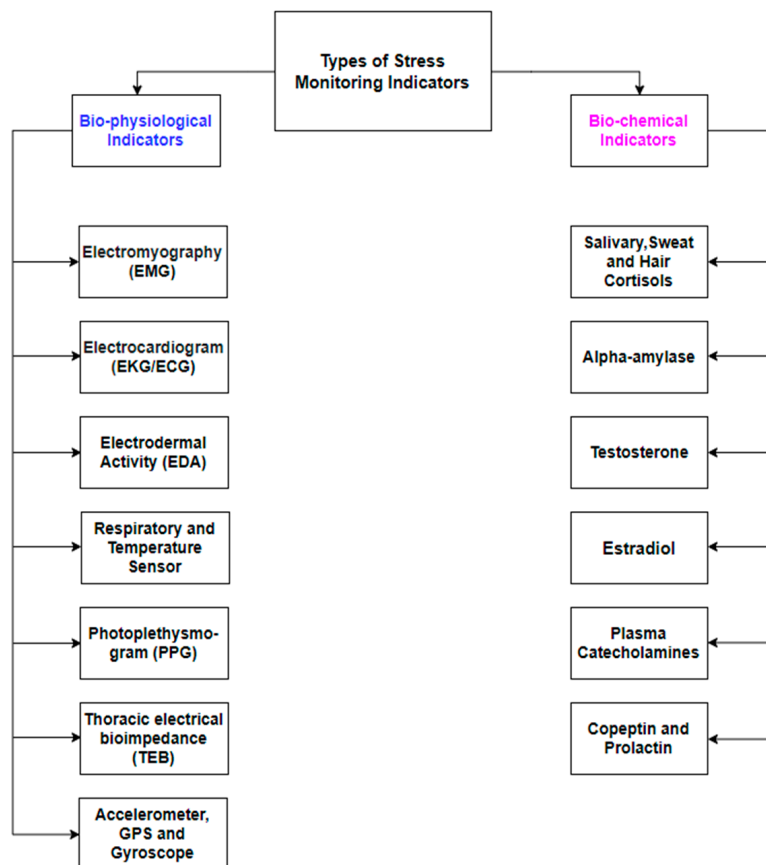 Types of Stress
Monitoring Indicators
Bio-physiological
Indicators
Bio-chemical
Indicators
Electromyography
(EMG)
Electrocardiogram
(EKG/ECG)
Electrodermal
Activity (EDA)
Respiratory and
Temperature
Sensor
Photoplethysmo-
gram (PPG)
Thoracic electrical
bioimpedance
(TEB)
Accelerometer,
GPS and
Gyroscope
Salivary,Sweat
and Hair
Cortisols
Alpha-amylase
Testosterone
Estradiol
Plasma
Catecholamines
Copeptin and
Prolactin